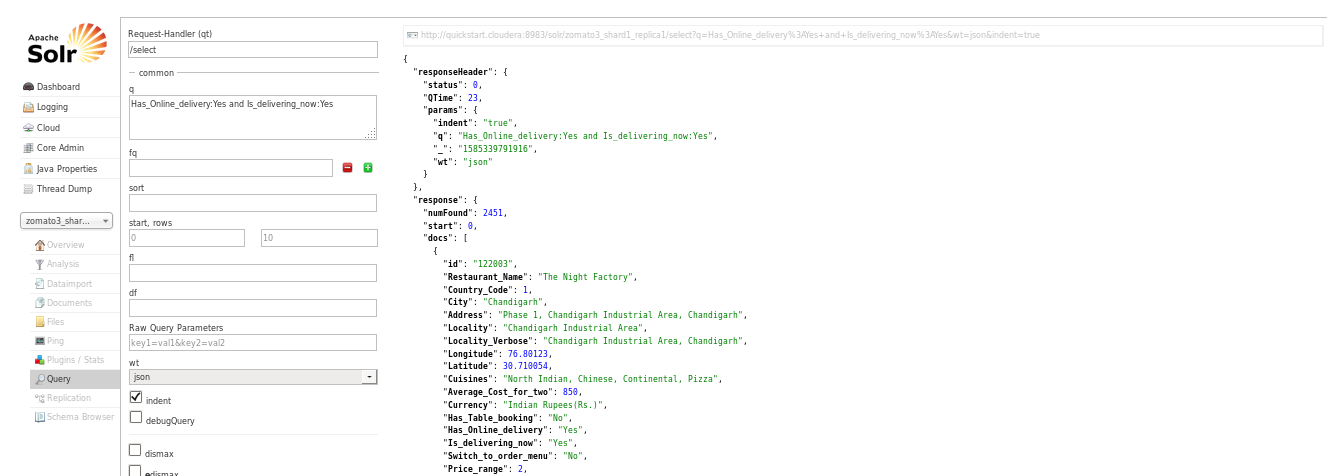 Apache
Solr
Dashboard
Logging
Cloud
Core Admin
Java Properties
Thread Dump
zomato3_shar...
Overview
Analysis
Dataimport
Documents
Files
Ping
Plugins / Stats
Query
Replication
Schema Browser
Request-Handler (qt)
/select
common
q
Has_Online_delivery:Yes and Is_delivering_now:Yes
fq
sort
start, rows
0
10
fl
df
Raw Query Parameters
key1=val1&key2=val2
wt
json
indent
debugQuery
dismax
edismax
http://quickstart.cloudera:8983/solr/zomato3_shard1_replica1/select?q=Has_Online_delivery%3AYes+and+Is_delivering_now%3AYes&wt=json&indent=true
{
"responseHeader": {
"status": 0,
"QTime": 23,
"params": {
"indent": "true",
"q": "Has_Online_delivery:Yes and Is_delivering_now:Yes",
"_": "1585339791916",
"wt": "json"
}
},
"response": {
"numFound": 2451,
"start": 0,
"docs": [
{
"id": "122003",
"Restaurant_Name": "The Night Factory",
"Country_Code": 1,
"City": "Chandigarh",
"Address": "Phase 1, Chandigarh Industrial Area, Chandigarh",
"Locality": "Chandigarh Industrial Area",
"Locality_Verbose": "Chandigarh Industrial Area, Chandigarh",
"Longitude": 76.80123,
"Latitude": 30.710054,
"Cuisines": "North Indian, Chinese, Continental, Pizza",
"Average_Cost_for_two": 850,
"Currency": "Indian Rupees(Rs.)",
"Has_Table_booking": "No",
"Has_Online_delivery": "Yes",
"Is_delivering_now": "Yes",
"Switch_to_order_menu": "No",
"Price_range": 2,